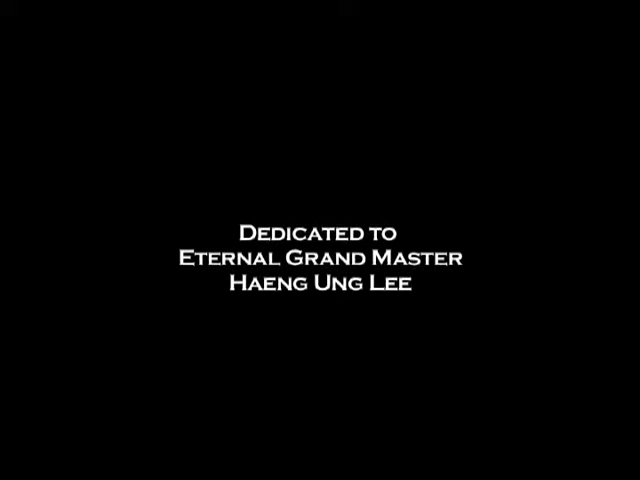 Dedicated to
Eternal Grand Master
Haeng Ung Lee